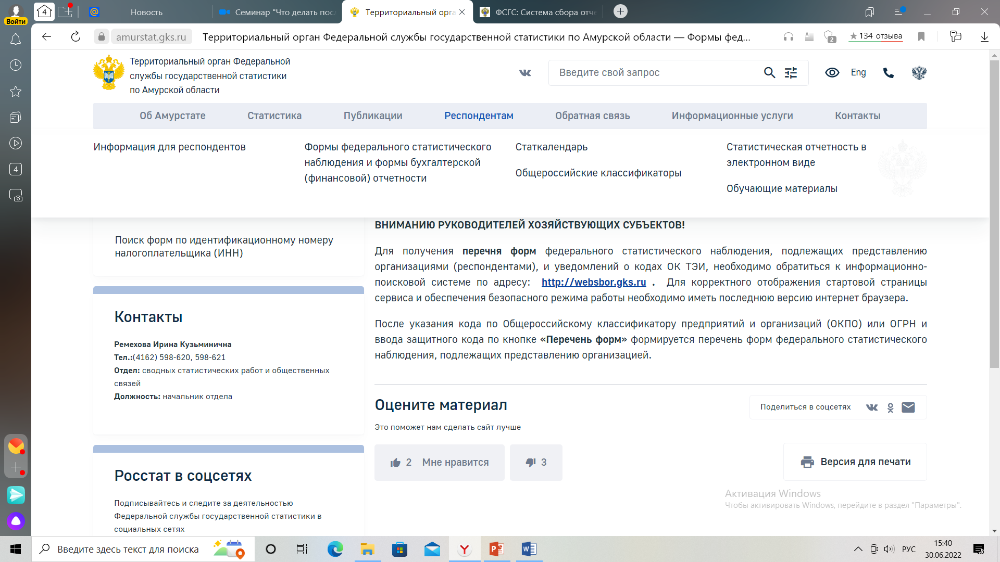 4
Новость
Семинар "Что делать посл
Территориальный орга
ФСГС: Система сбора отче
Войти
amurstat.gks.ru
Территориальный орган Федеральной службы государственной статистики по Амурской области — Формы фед...
2
134 отзыва
4
Территориальный орган Федеральной
службы государственной статистики
по Амурской области
Введите свой запрос
Eng
Об Амурстате
Статистика
Публикации
Респондентам
Обратная связь
Информационные услуги
Контакты
Информация для респондентов
Формы федерального статистического
наблюдения и формы бухгалтерской
(финансовой) отчетности
Статкалендарь
Общероссийские классификаторы
Статистическая отчетность в
электронном виде
Обучающие материалы
Поиск форм по идентификационному номеру
налогоплательщика (ИНН)
Контакты
Ремехова Ирина Кузьминична
Тел.:(4162) 598-620, 598-621
Отдел: сводных статистических работ и общественных
связей
Должность: начальник отдела
Росстат в соцсетях
Подписывайтесь и следите за деятельностью
Федеральной службы государственной статистики в
социальных сетях
ВНИМАНИЮ РУКОВОДИТЕЛЕЙ ХОЗЯЙСТВУЮЩИХ СУБЪЕКТОВ!
Для получения перечня форм федерального статистического наблюдения, подлежащих представлению
организациями (респондентами), и уведомлений о кодах ОК ТЭИ, необходимо обратиться к информационно-
поисковой системе по адресу: http://websbor.gks.ru . Для корректного отображения стартовой страницы
сервиса и обеспечения безопасного режима работы необходимо иметь последнюю версию интернет браузера.
После указания кода по Общероссийскому классификатору предприятий и организаций (ОКПО) или ОГРН и
ввода защитного кода по кнопке «Перечень форм» формируется перечень форм федерального статистического
наблюдения, подлежащих представлению организацией.
Оцените материал
Это поможет нам сделать сайт лучше
Поделиться в соцсетях
2 Мне нравится
3
Версия для печати
Активация Windows
Чтобы активировать Windows, перейдите в раздел "Параметры".
Введите здесь текст для поиска
РУС
15:40
30.06.2022